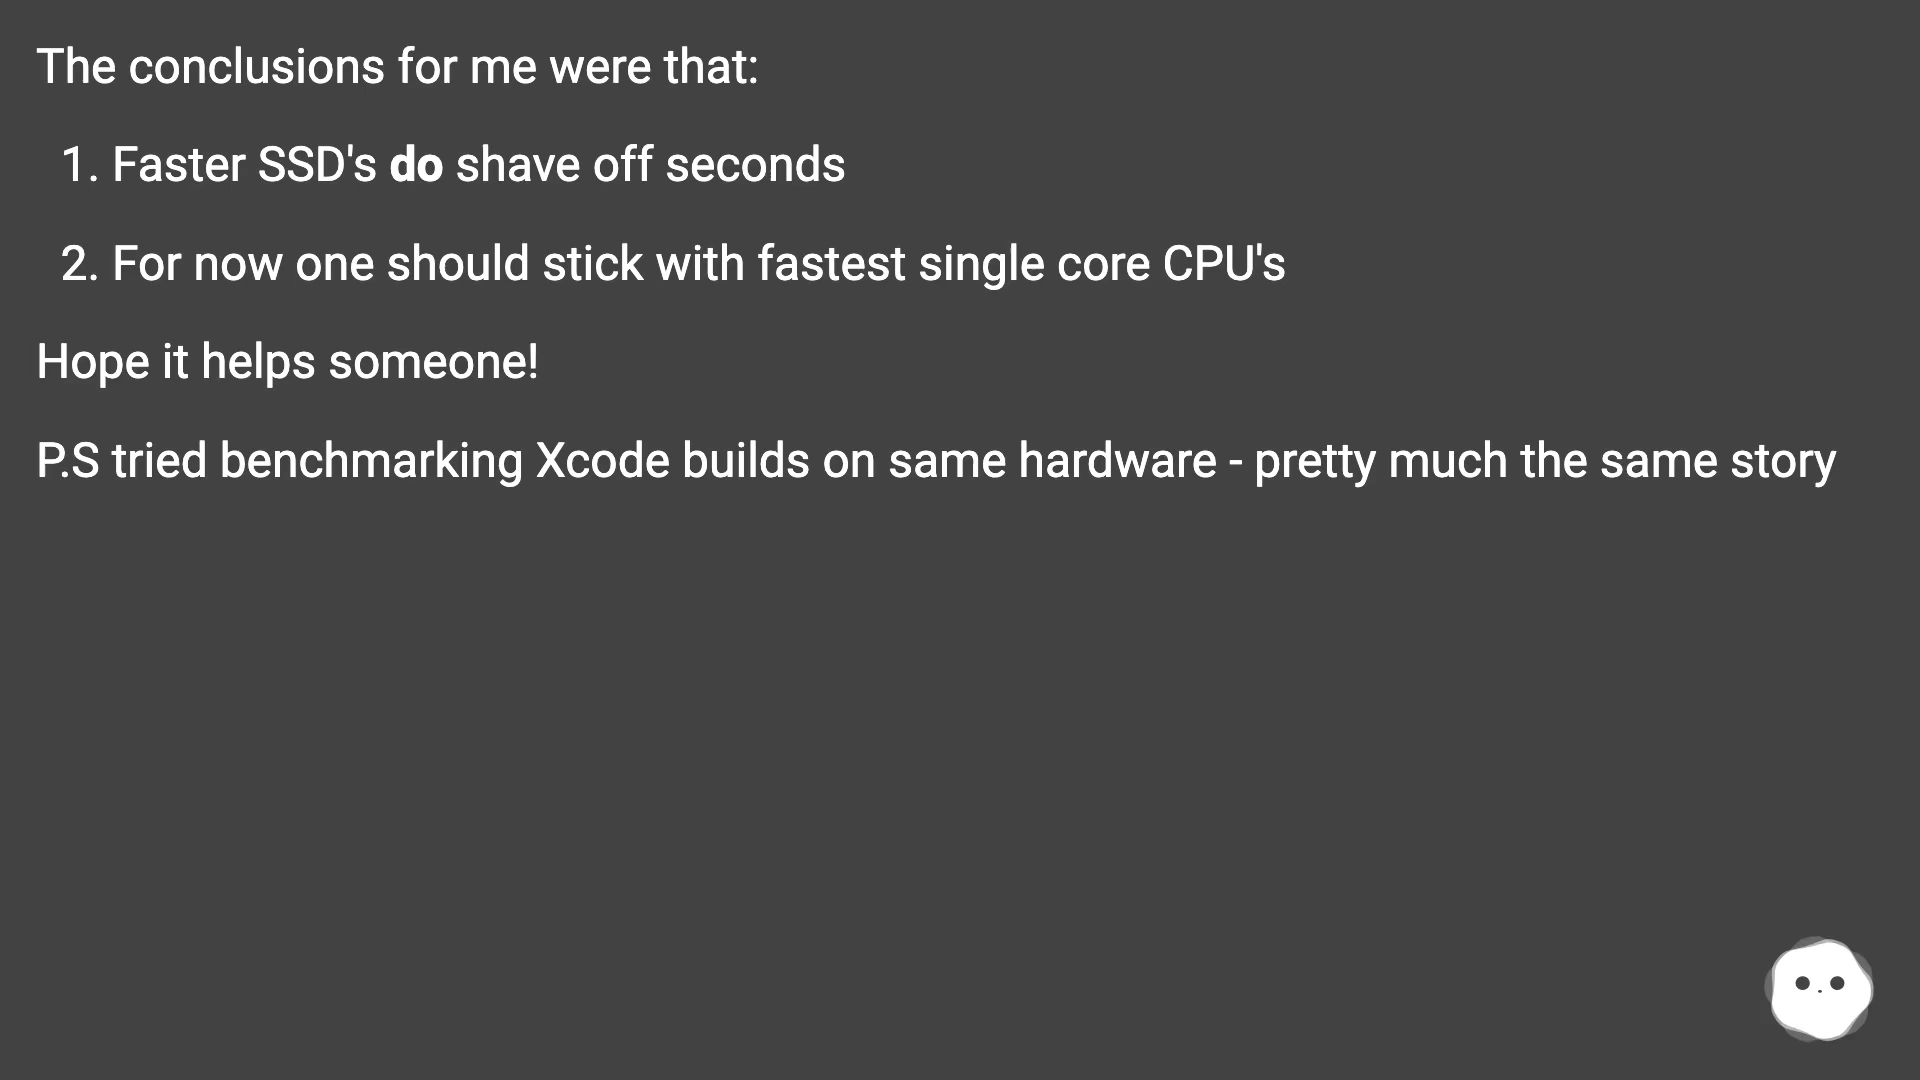 The conclusions for me were that:
1. Faster SSD's do shave off seconds
2. For now one should stick with fastest single core CPU's
Hope it helps someone!
P.S tried benchmarking Xcode builds on same hardware - pretty much the same story